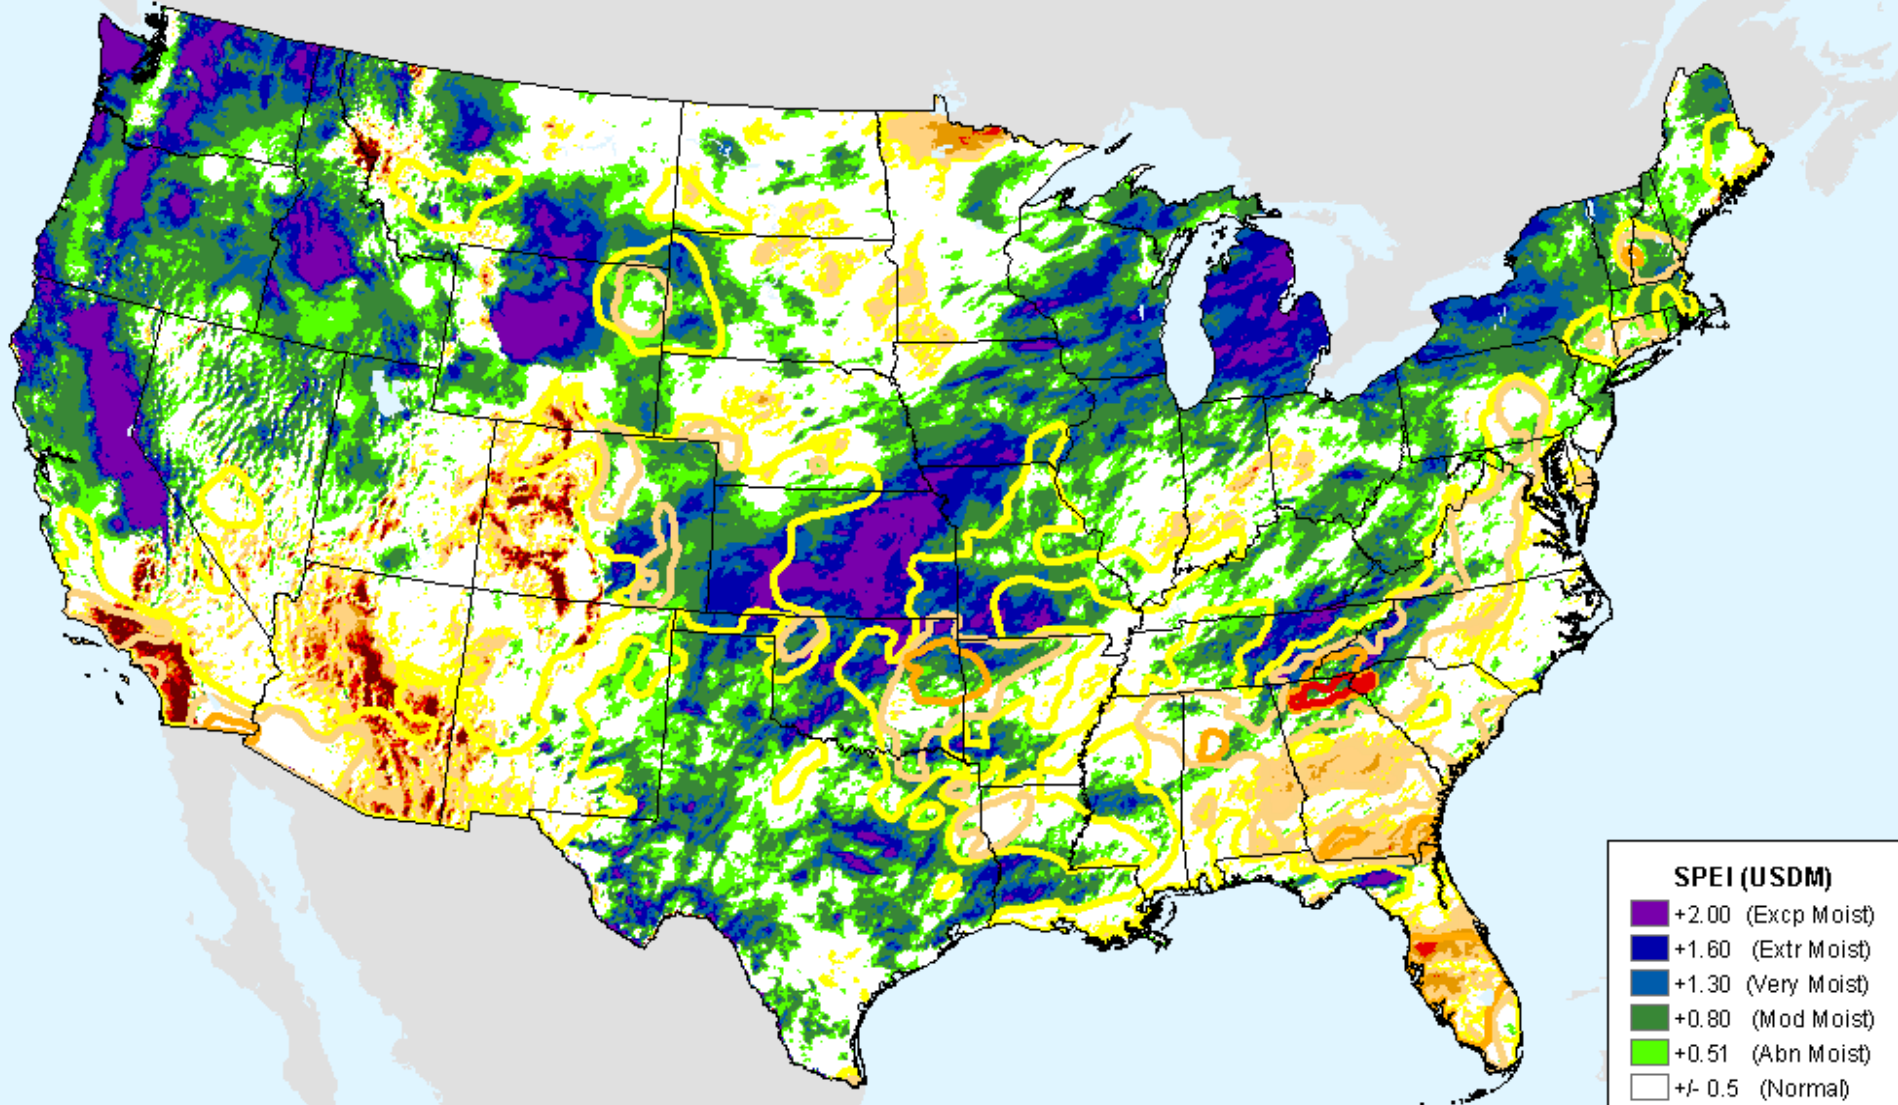 SPEI (USDM)
+2.00 (Excp Moist)
+1.60 (Extr Moist)
+1.30 (Very Moist)
+0.80 (Mod Moist)
+0.51 (Abn Moist)
+/- 0.5 (Normal)